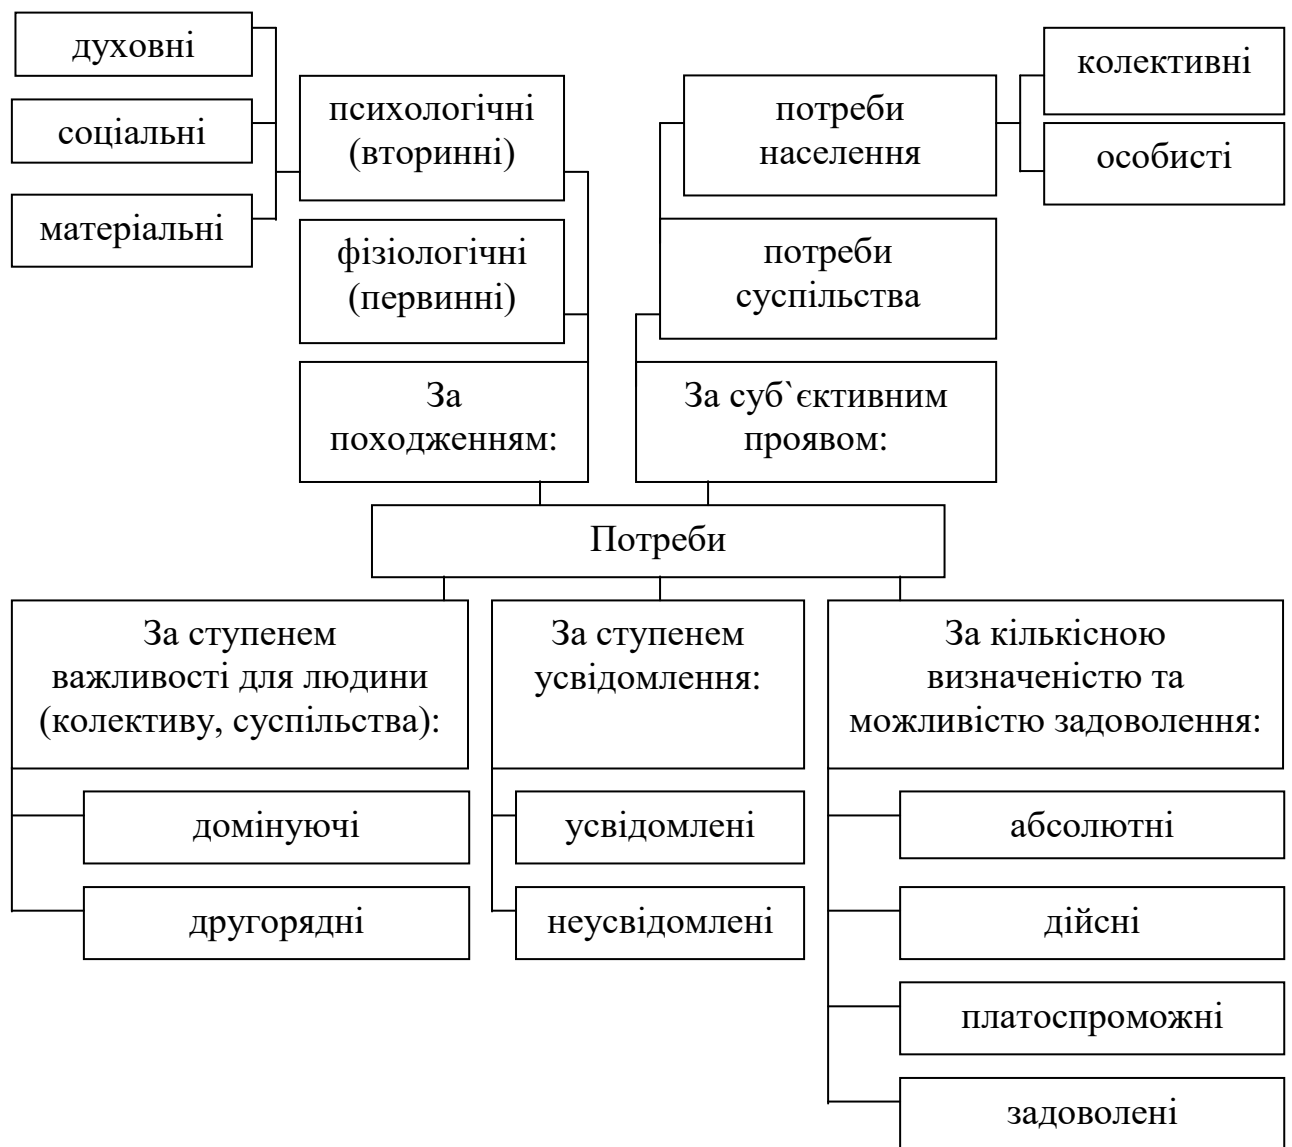 духовні
соціальні
матеріальні
психологічні
(вторинні)
фізіологічні
(первинні)
За
походженням:
потреби
населення
колективні
особисті
потреби
суспільства
За суб`єктивним
проявом:
Потреби
За ступенем
важливості для людини
(колективу, суспільства):
домінуючі
другорядні
За ступенем
усвідомлення:
усвідомлені
неусвідомлені
За кількісною
визначеністю та
можливістю задоволення:
абсолютні
дійсні
платоспроможні
задоволені